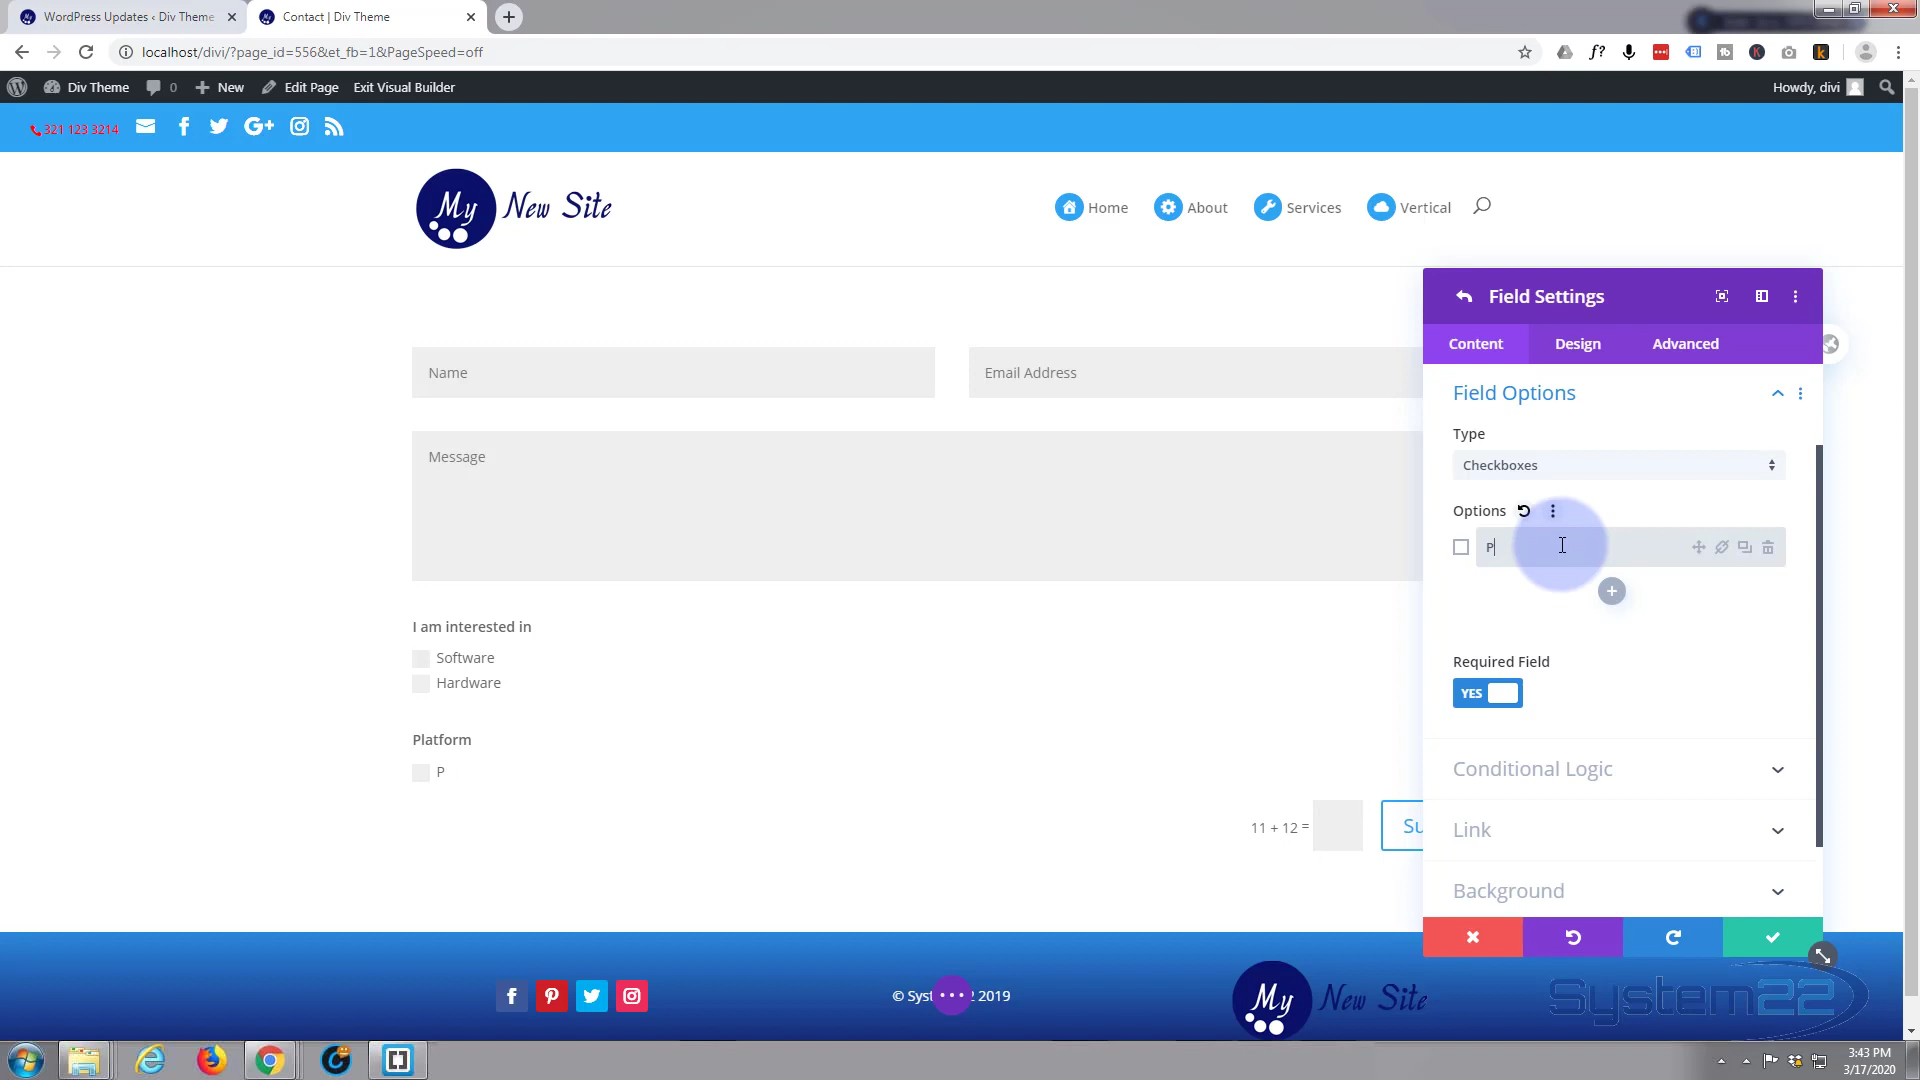 WordPress Updates ‹ Div Theme
Contact | Div Theme
localhost/divi/?page_id=556&et_fb=1&PageSpeed=off
Div Theme
0
New
Edit Page
Exit Visual Builder
Howdy, divi
321 123 3214
My New Site
Home
About
Services
Vertical
Field Settings
Content
Design
Advanced
Name
Email Address
Message
Field Options
Type
Checkboxes
Options
P
Required Field
YES
I am interested in
Software
Hardware
Platform
P
11 + 12 =
Su
Conditional Logic
Link
Background
© Syst 2 2019
My New Site
System22
3:43 PM
3/17/2020